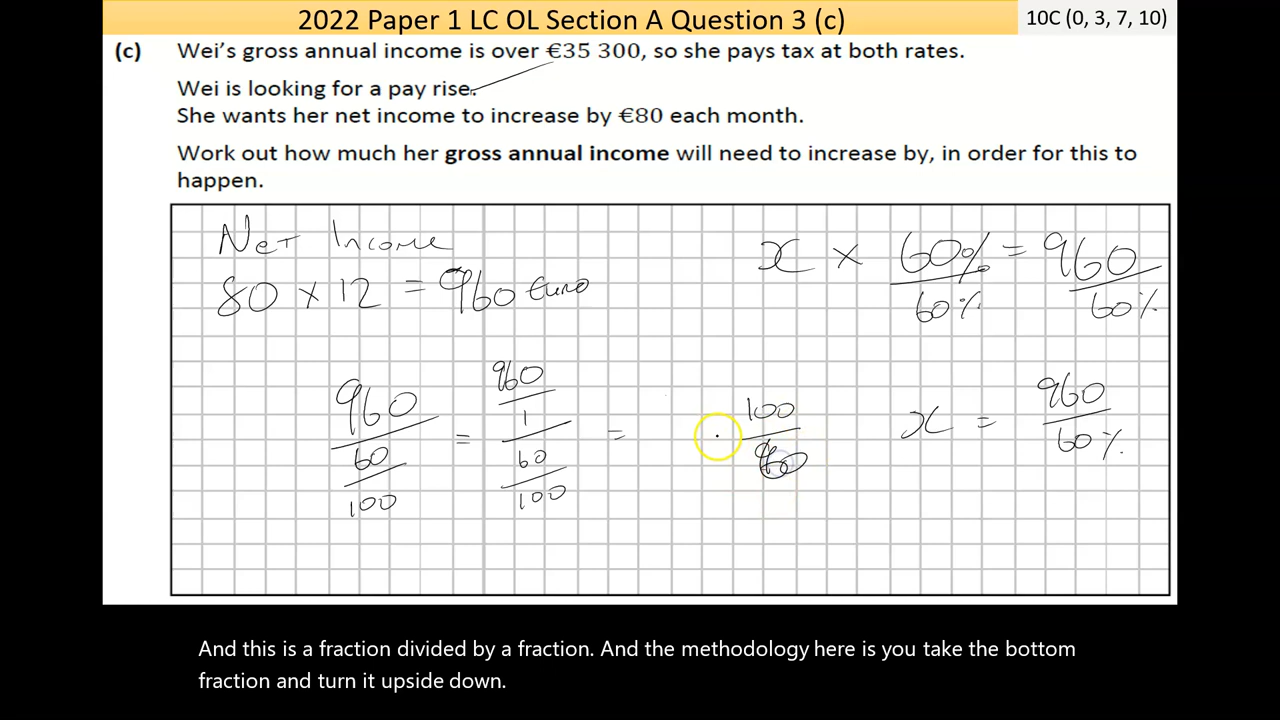 2022 Paper 1 LC OL Section A Question 3 (c)
10C (0, 3, 7, 10)
(c) Wei's gross annual income is over €35 300, so she pays tax at both rates.
Wei is looking for a pay rise.
She wants her net income to increase by €80 each month.
Work out how much her gross annual income will need to increase by, in order for this to
happen.
Net Income
80 × 12 = 960 Euro
x × 60% = 960
60% 60%
960
60
100
=
960
1
60
100
=
100
x = 960
60%
And this is a fraction divided by a fraction. And the methodology here is you take the bottom
fraction and turn it upside down.